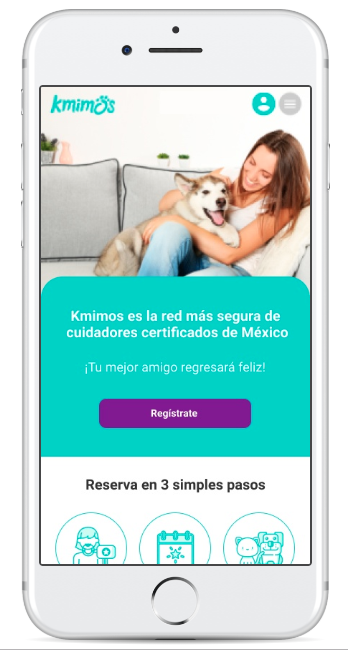 kmimos
Kmimos es la red más segura de
cuidadores certificados de México
¡Tu mejor amigo regresará feliz!
Regístrate
Reserva en 3 simples pasos